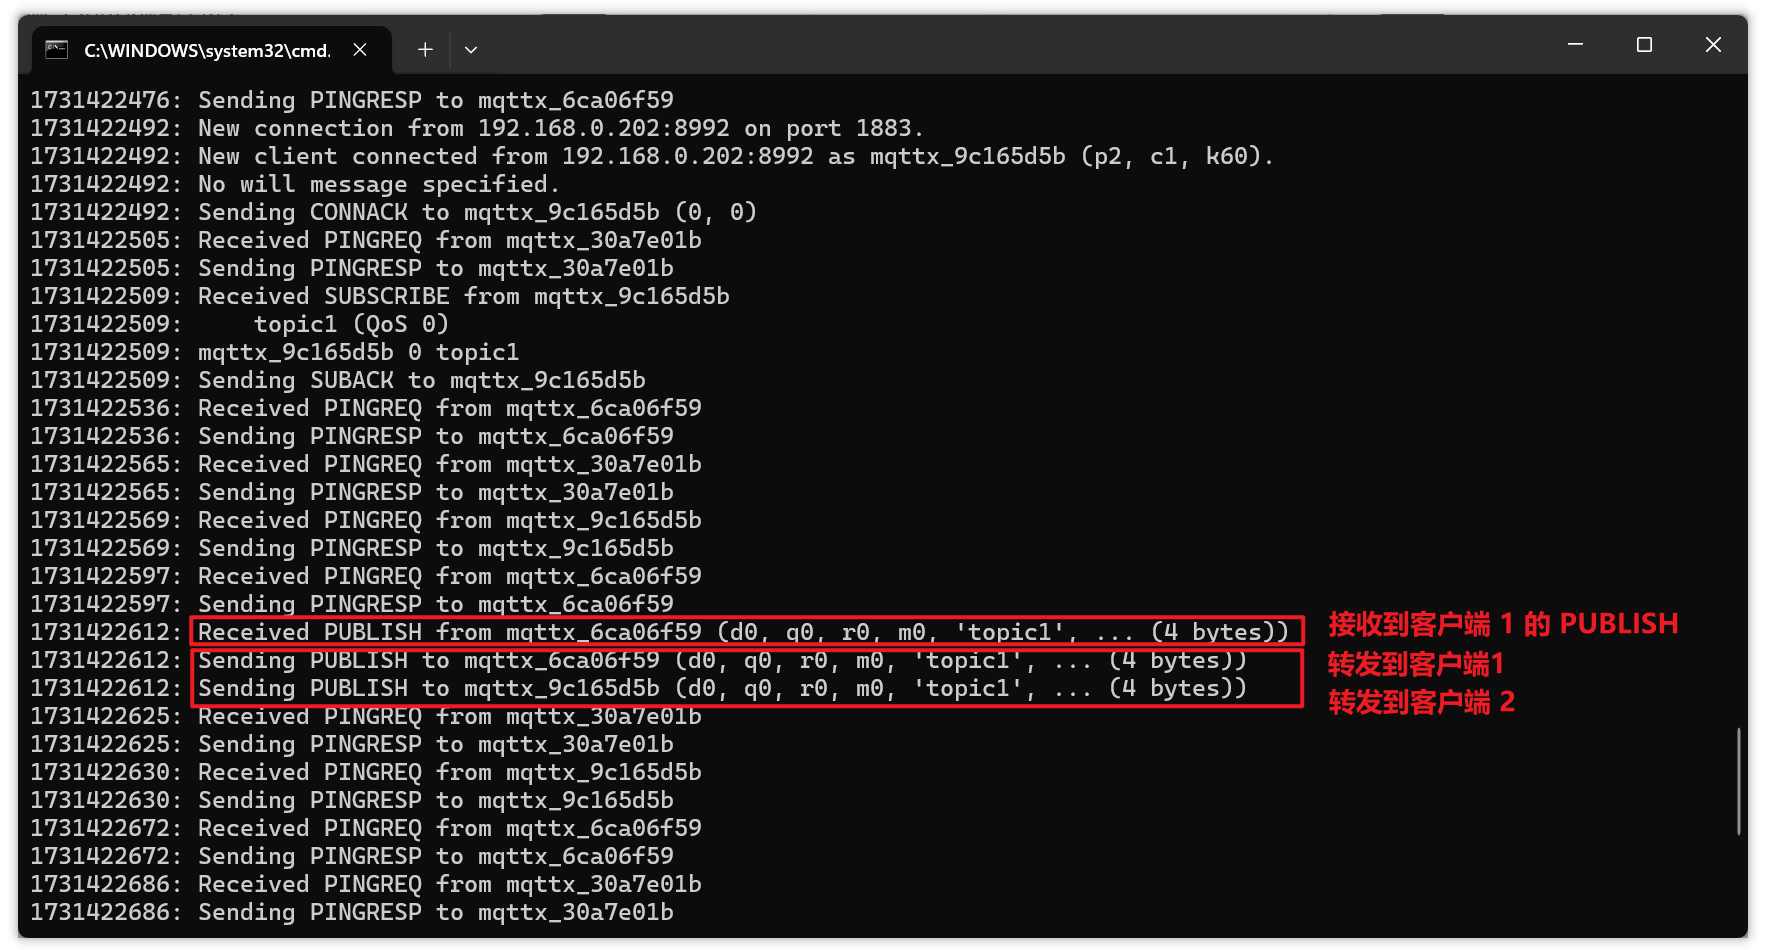 C:\WINDOWS\system32\cmd.
1731422476: Sending PINGRESP to mqttx_6ca06f59
1731422492: New connection from 192.168.0.202:8992 on port 1883.
1731422492: New client connected from 192.168.0.202:8992 as mqttx_9c165d5b (p2, c1, k60).
1731422492: No will message specified.
1731422492: Sending CONNACK to mqttx_9c165d5b (0, 0)
1731422505: Received PINGREQ from mqttx_30a7e01b
1731422505: Sending PINGRESP to mqttx_30a7e01b
1731422509: Received SUBSCRIBE from mqttx_9c165d5b
1731422509:     topic1 (QoS 0)
1731422509: mqttx_9c165d5b 0 topic1
1731422509: Sending SUBACK to mqttx_9c165d5b
1731422536: Received PINGREQ from mqttx_6ca06f59
1731422536: Sending PINGRESP to mqttx_6ca06f59
1731422565: Received PINGREQ from mqttx_30a7e01b
1731422565: Sending PINGRESP to mqttx_30a7e01b
1731422569: Received PINGREQ from mqttx_9c165d5b
1731422569: Sending PINGRESP to mqttx_9c165d5b
1731422597: Received PINGREQ from mqttx_6ca06f59
1731422597: Sending PINGRESP to mqttx_6ca06f59
1731422612: Received PUBLISH from mqttx_6ca06f59 (d0, q0, r0, m0, 'topic1', ... (4 bytes))
接收到客户端 1 的 PUBLISH
1731422612: Sending PUBLISH to mqttx_6ca06f59 (d0, q0, r0, m0, 'topic1', ... (4 bytes))
转发到客户端1
1731422612: Sending PUBLISH to mqttx_9c165d5b (d0, q0, r0, m0, 'topic1', ... (4 bytes))
转发到客户端 2
1731422625: Received PINGREQ from mqttx_30a7e01b
1731422625: Sending PINGRESP to mqttx_30a7e01b
1731422630: Received PINGREQ from mqttx_9c165d5b
1731422630: Sending PINGRESP to mqttx_9c165d5b
1731422672: Received PINGREQ from mqttx_6ca06f59
1731422672: Sending PINGRESP to mqttx_6ca06f59
1731422686: Received PINGREQ from mqttx_30a7e01b
1731422686: Sending PINGRESP to mqttx_30a7e01b